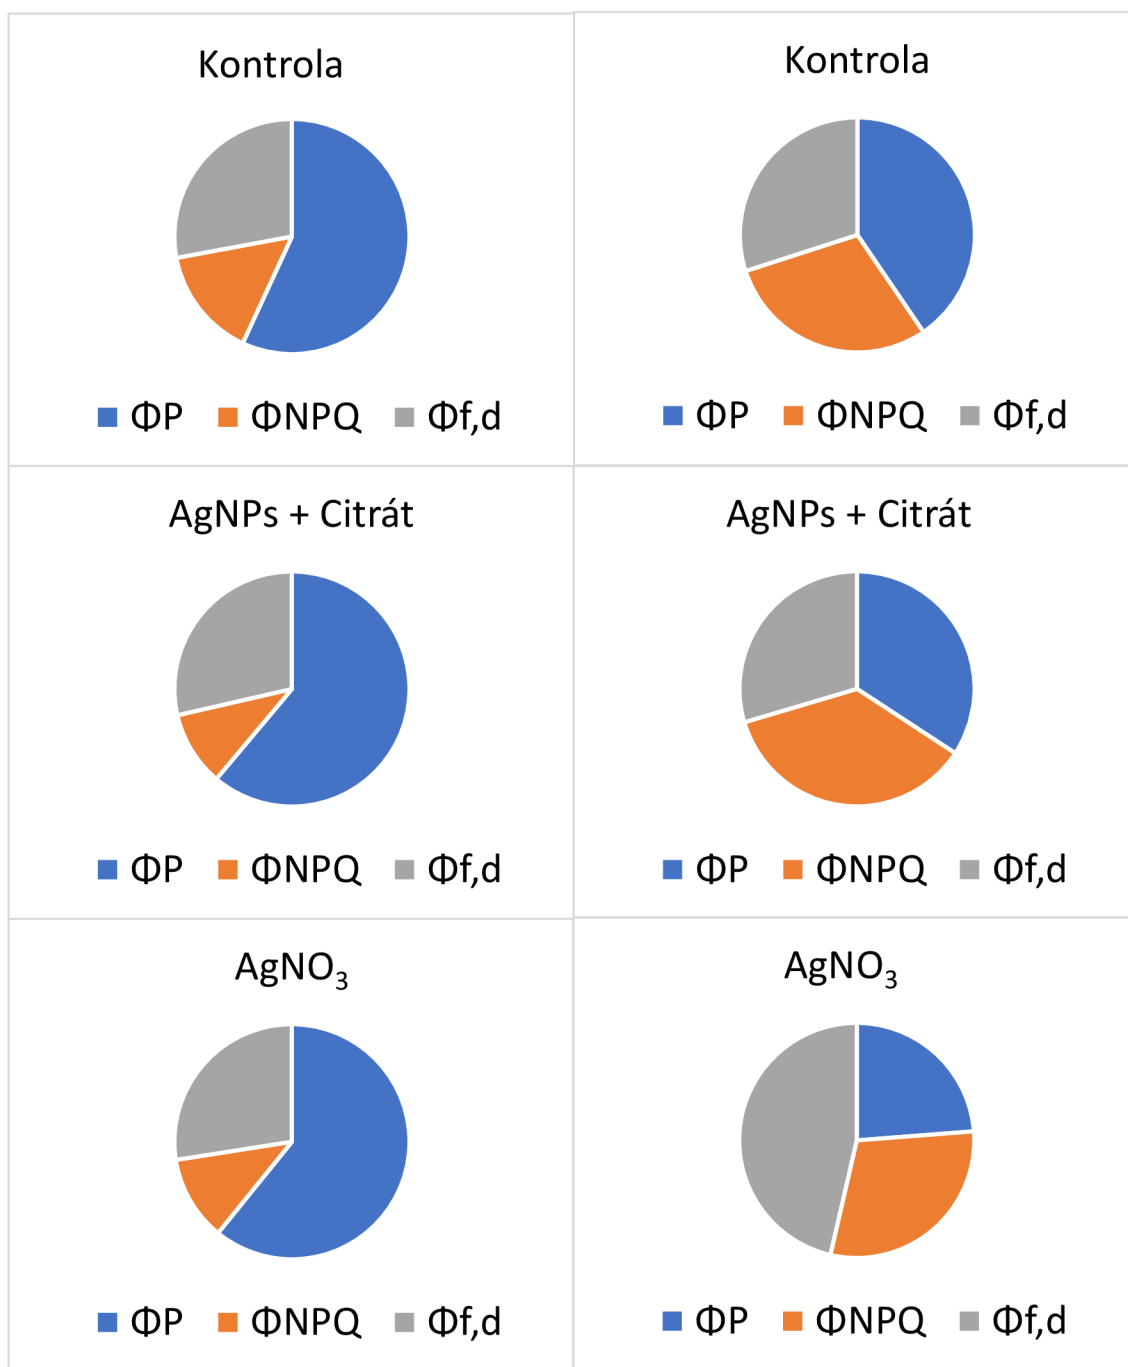 Kontrola
ΦP ΦNPQ Φf,d
Kontrola
ΦP ΦNPQ Φf,d
AgNPs + Citrát
ΦP ΦNPQ Φf,d
AgNPs + Citrát
ΦP ΦNPQ Φf,d
AgNO₃
ΦP ΦNPQ Φf,d
AgNO₃
ΦP ΦNPQ Φf,d